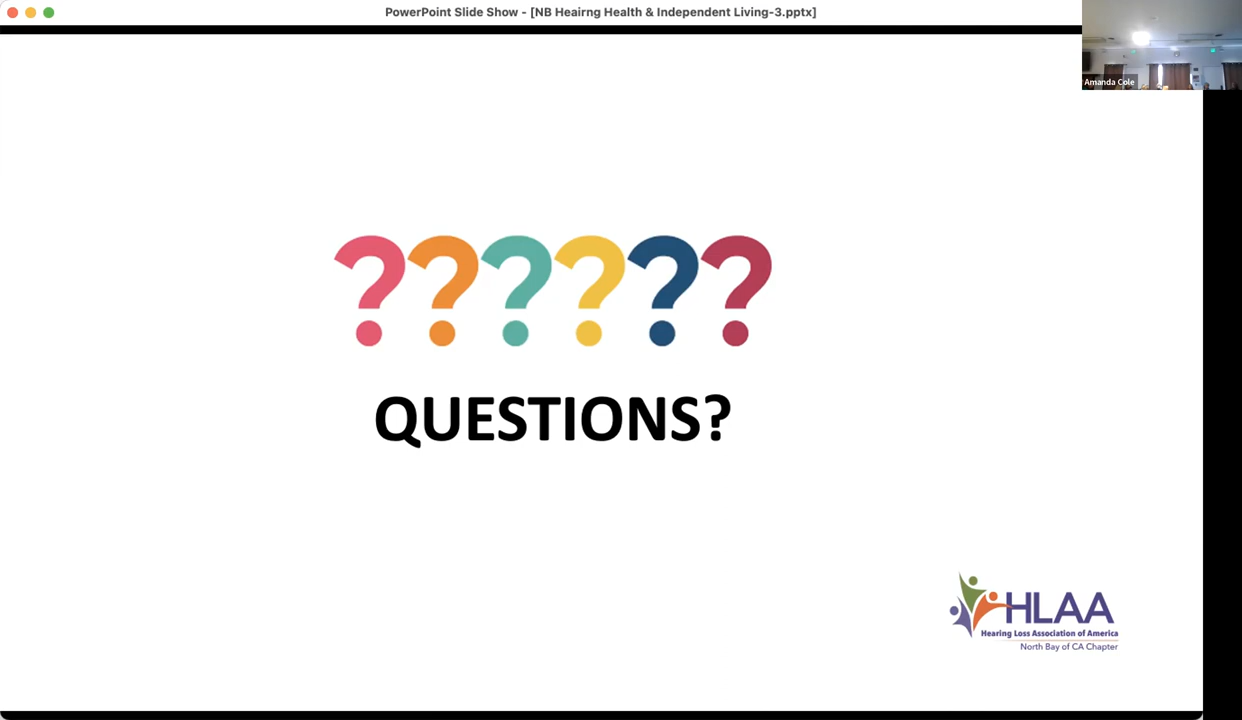 PowerPoint Slide Show - [NB Heairng Health & Independent Living-3.pptx]
Amanda Cole
??????
QUESTIONS?
HLAA
Hearing Loss Association of America
North Bay of CA Chapter